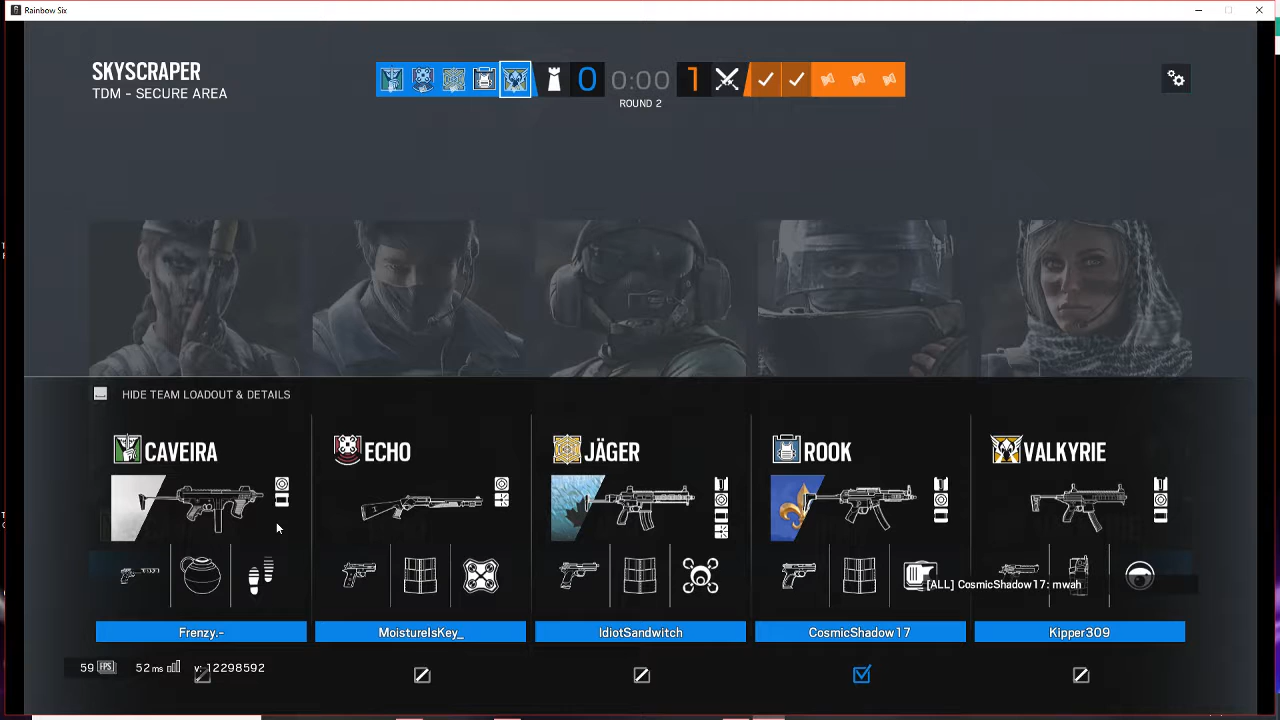 Rainbow Six
SKYSCRAPER
TDM - SECURE AREA
0 0:00 1
ROUND 2
HIDE TEAM LOADOUT & DETAILS
CAVEIRA ECHO JÄGER ROOK VALKYRIE
[ALL] CosmicShadow17: mwah
Frenzy.- MoistureIsKey_ IdiotSandwitch CosmicShadow17 Kipper309
59 FPS 52 ms v: 12298592